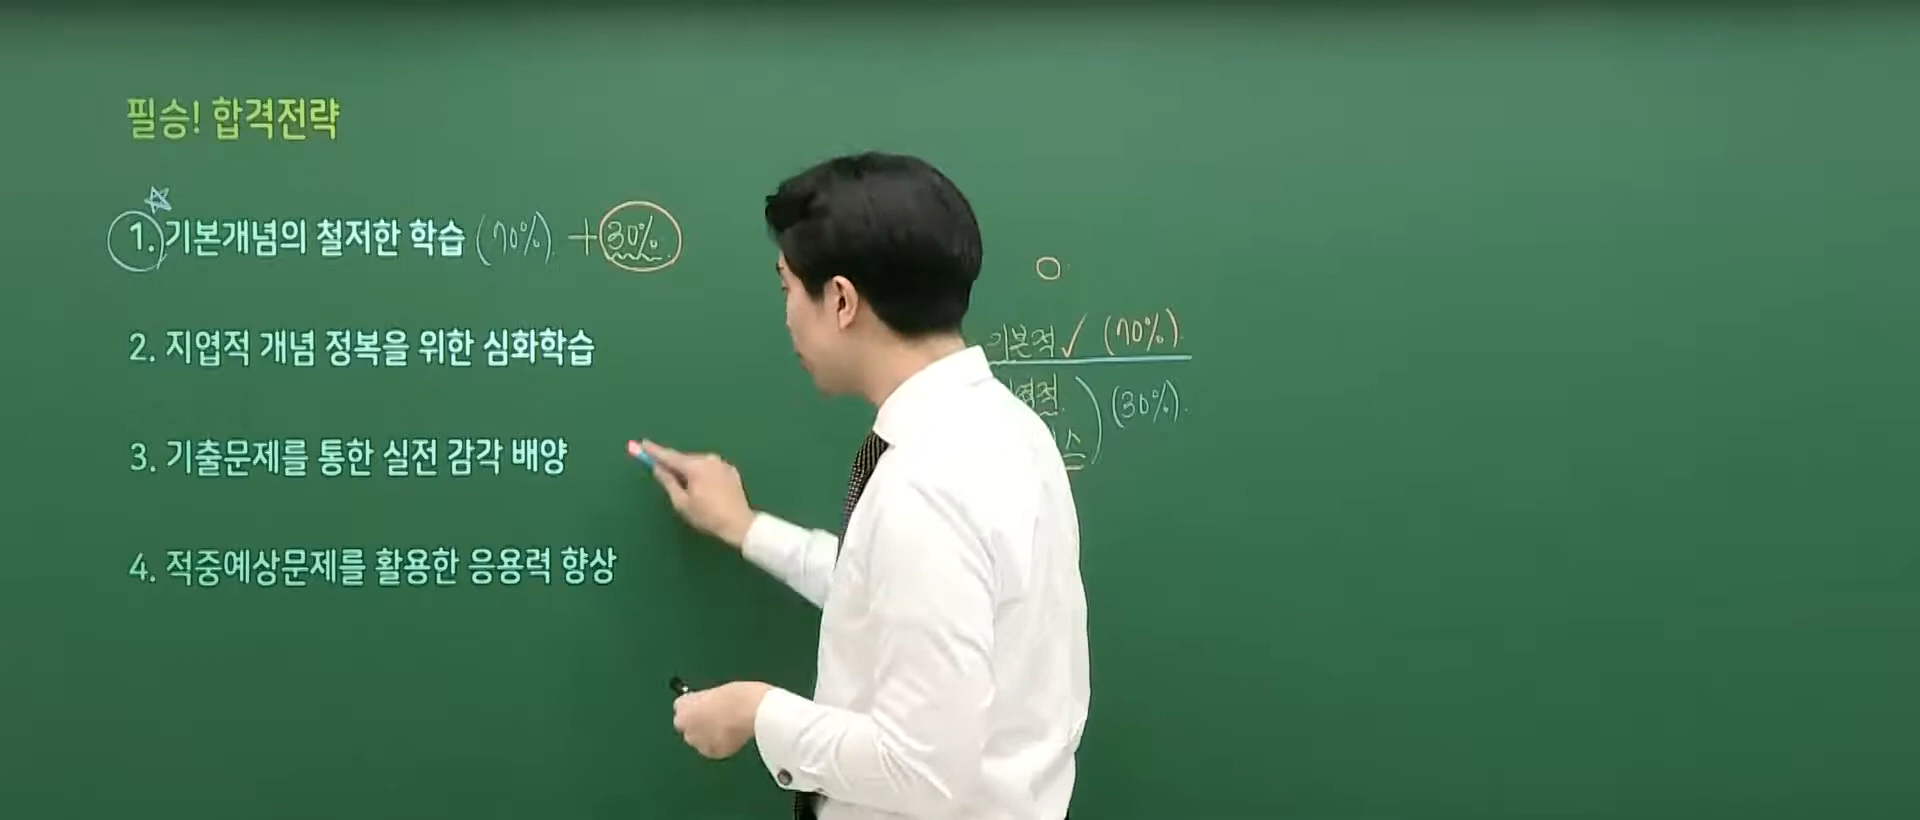 필승! 합격전략
1. 기본개념의 철저한 학습 (70%) + 30%.
2. 지엽적 개념 정복을 위한 심화학습
3. 기출문제를 통한 실전 감각 배양
4. 적중예상문제를 활용한 응용력 향상
기본적 ✓ (70%).
엽적 (30%).
스